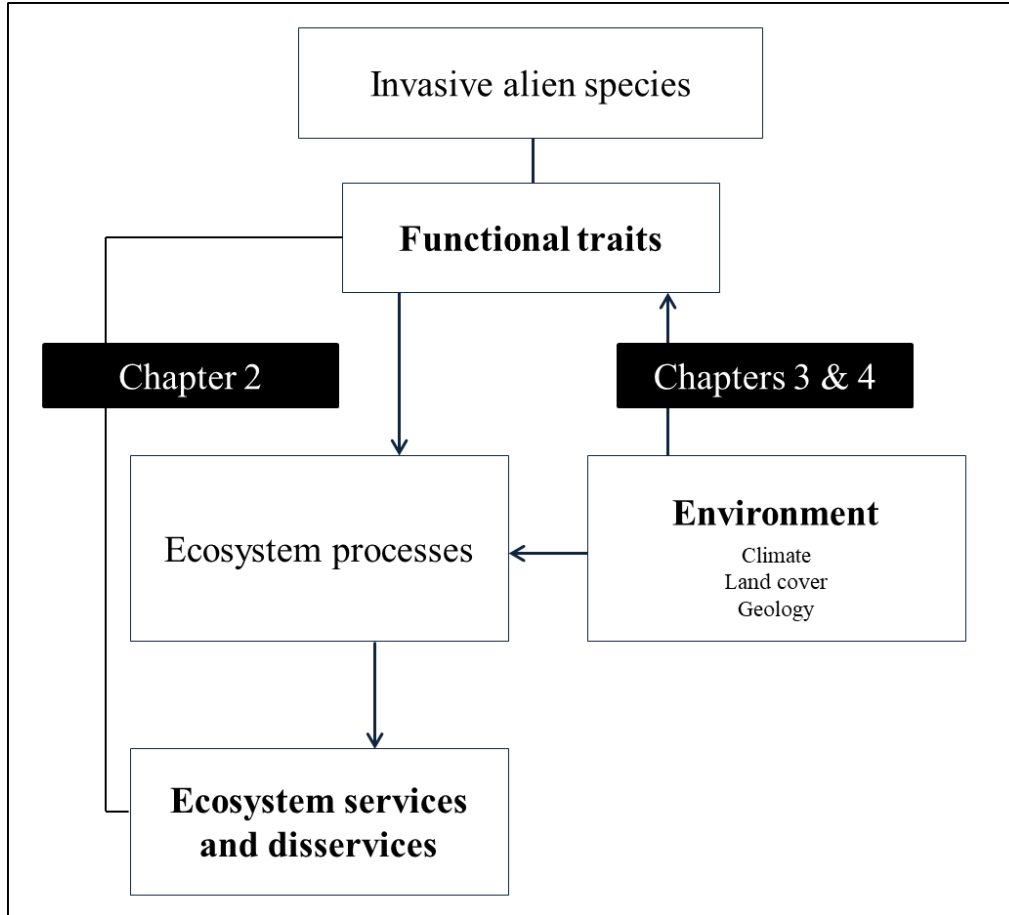 Invasive alien species
Functional traits
Chapter 2
Chapters 3 & 4
Ecosystem processes
Environment
Climate
Land cover
Geology
Ecosystem services
and disservices